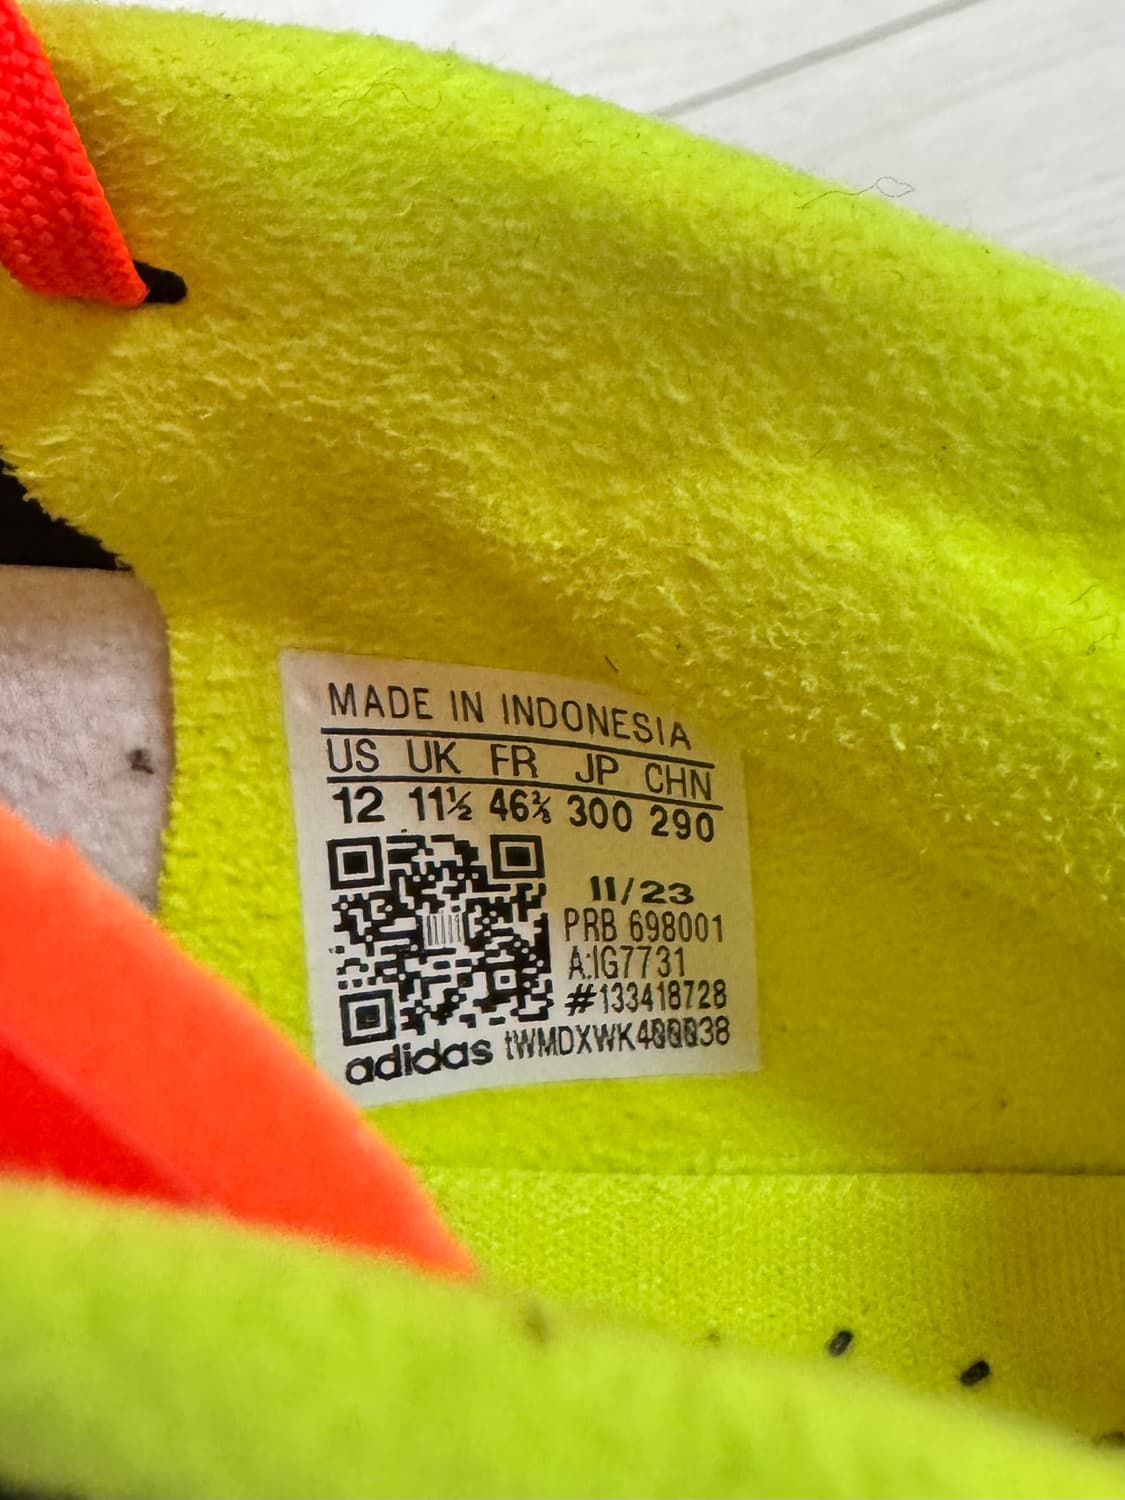 MADE IN INDONESIA
US UK FR JP CHN
12 11½ 46⅔ 300 290
11/23
PRB 698001
A:IG7731
#133418728
adidas tWMDXWK400038